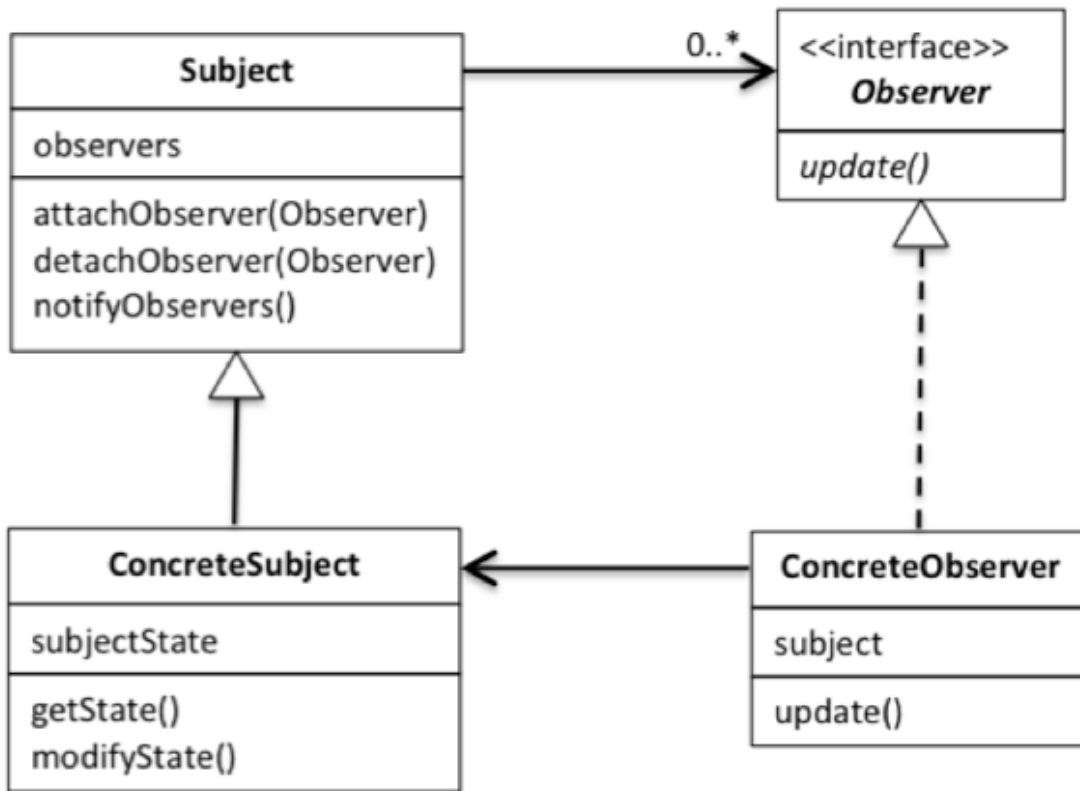 Subject
observers
attachObserver(Observer)
detachObserver(Observer)
notifyObservers()
0..*
<<interface>>
Observer
update()
ConcreteSubject
subjectState
getState()
modifyState()
ConcreteObserver
subject
update()